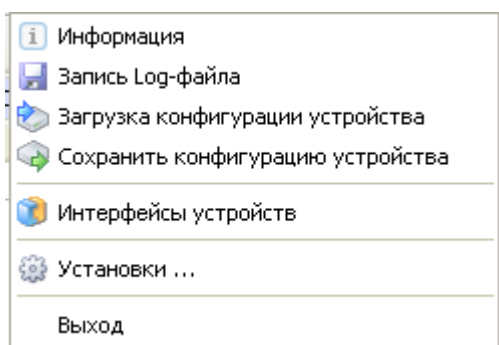 Информация
Запись Log-файла
Загрузка конфигурации устройства
Сохранить конфигурацию устройства
Интерфейсы устройств
Установки ...
Выход